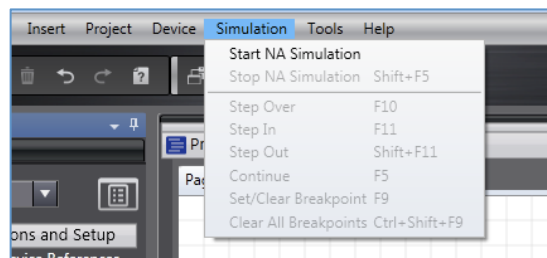 Insert Project Device Simulation Tools Help
Start NA Simulation
Stop NA Simulation Shift+F5
Step Over F10
Step In F11
Step Out Shift+F11
Continue F5
Set/Clear Breakpoint F9
Clear All Breakpoints Ctrl+Shift+F9
ons and Setup